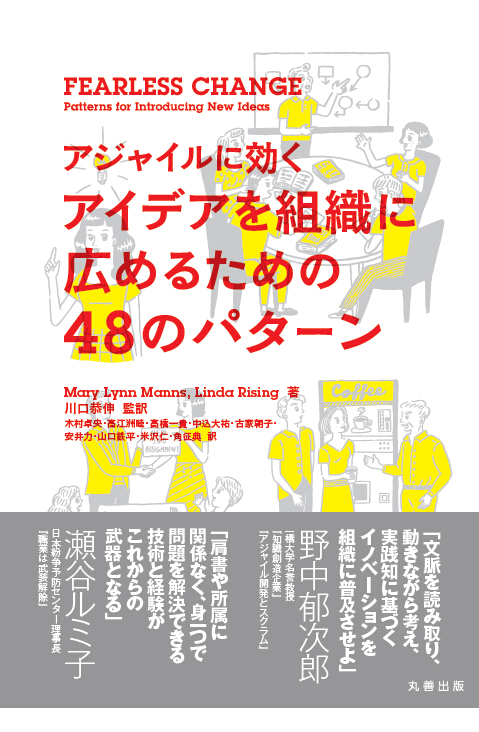 FEARLESS CHANGE
Patterns for Introducing New Ideas
アジャイルに効く
アイデアを組織に
広めるための
48のパターン
Mary Lynn Manns, Linda Rising 著
川口恭伸 監訳
木村卓央・高江洲睦・高橋一貴・中込大祐・古家朝子・
安井力・山口鉄平・米沢仁・角征典 訳
Coffee
ASSIGNMENT
「文脈を読み取り、
動きながら考え、
実践知に基づく
イノベーションを
組織に普及させよ」
野中郁次郎
一橋大学名誉教授
『知識創造企業』
『アジャイル開発とスクラム』
「肩書や所属に
関係なく、身一つで
問題を解決できる
技術と経験が
これからの
武器となる」
瀬谷ルミ子
日本紛争予防センター理事長
『職業は武装解除』
丸善出版